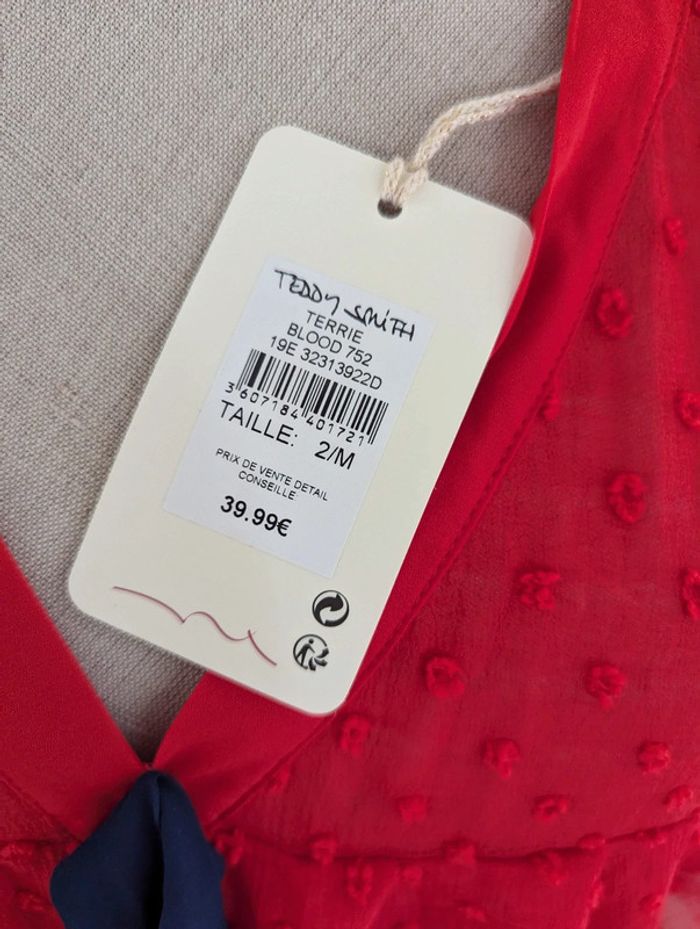 TEDDY SMITH
TERRIE
BLOOD 752
19E 32313922D
3 607184 401721
TAILLE: 2/M
PRIX DE VENTE DETAIL
CONSEILLE:
39.99€